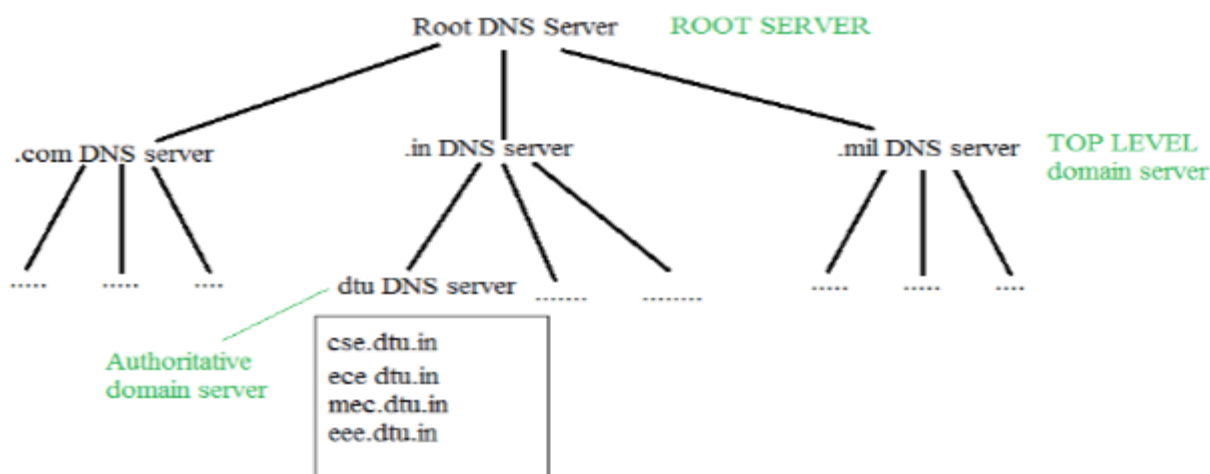 Root DNS Server
ROOT SERVER
.com DNS server
.in DNS server
.mil DNS server
TOP LEVEL
domain server
.....
.....
....
dtu DNS server
.......
........
.....
.....
....
Authoritative
domain server
cse.dtu.in
ece dtu.in
mec.dtu.in
eee.dtu.in